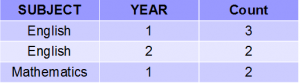 SUBJECT YEAR Count
English 1 3
English 2 2
Mathematics 1 2